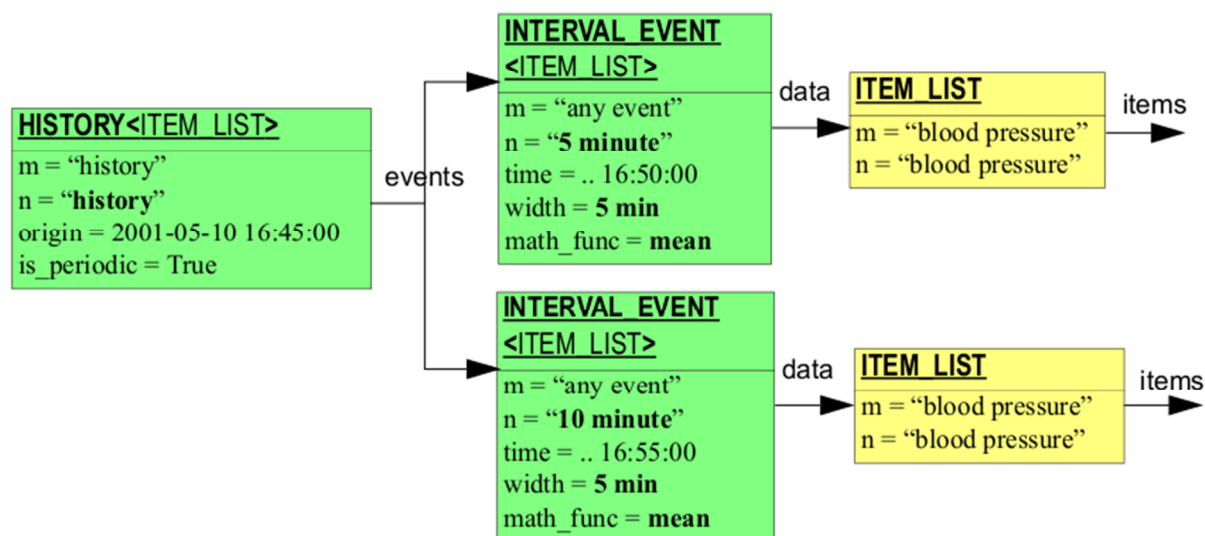 HISTORY<ITEM_LIST>
m = “history”
n = “history”
origin = 2001-05-10 16:45:00
is_periodic = True
events
INTERVAL_EVENT
<ITEM_LIST>
m = “any event”
n = “5 minute”
time = .. 16:50:00
width = 5 min
math_func = mean
data
ITEM_LIST
m = “blood pressure”
n = “blood pressure”
items
INTERVAL_EVENT
<ITEM_LIST>
m = “any event”
n = “10 minute”
time = .. 16:55:00
width = 5 min
math_func = mean
data
ITEM_LIST
m = “blood pressure”
n = “blood pressure”
items